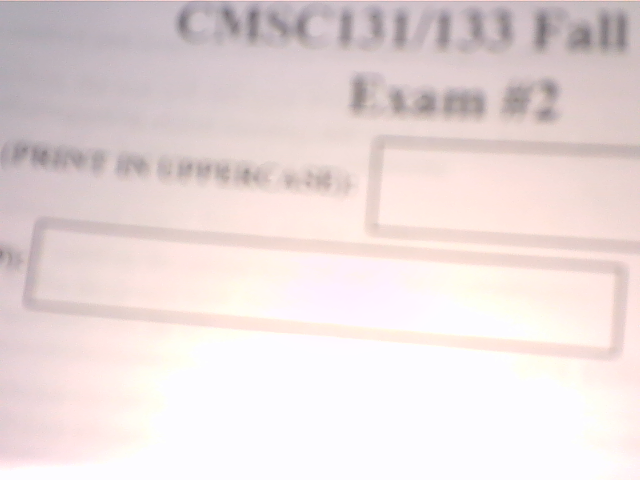 CMSC131/133 Fall
Exam #2
(PRINT IN UPPERCASE):